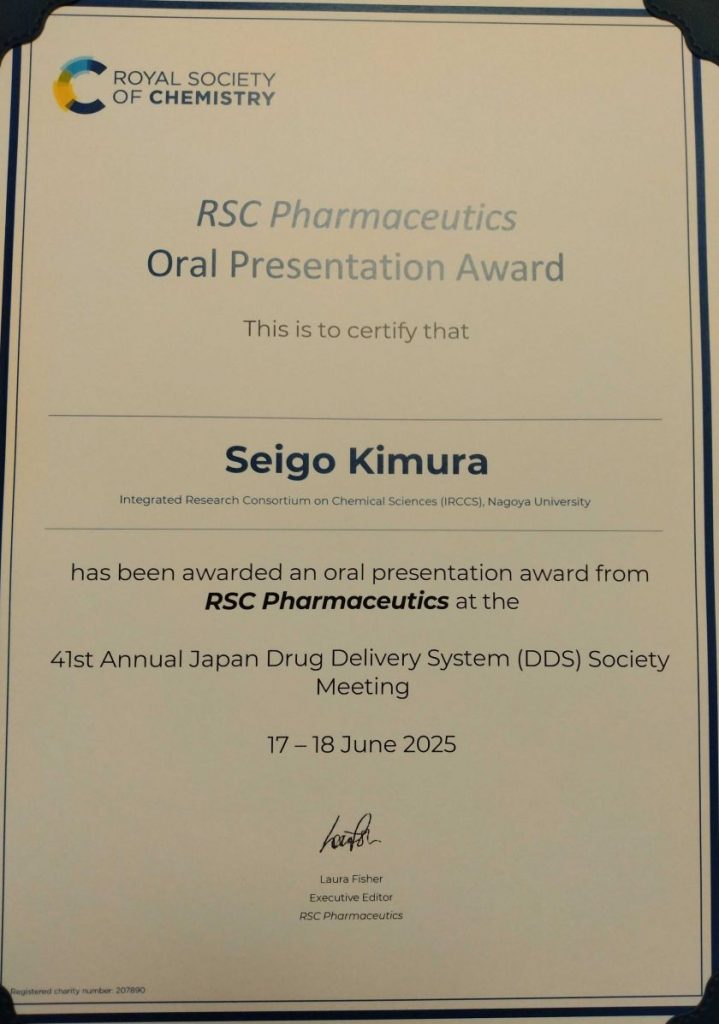 ROYAL SOCIETY
OF CHEMISTRY
RSC Pharmaceutics
Oral Presentation Award
This is to certify that
Seigo Kimura
Integrated Research Consortium on Chemical Sciences (IRCCS), Nagoya University
has been awarded an oral presentation award from
RSC Pharmaceutics at the
41st Annual Japan Drug Delivery System (DDS) Society
Meeting
17 – 18 June 2025
Laura Fisher
Executive Editor
RSC Pharmaceutics
Registered charity number: 207890